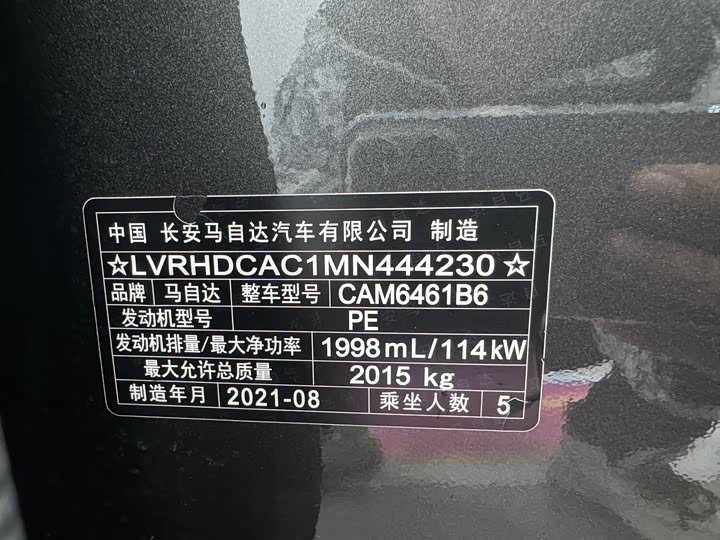 中国 长安马自达汽车有限公司 制造
☆LVRHDCAC1MN444230☆
品牌 马自达 整车型号 CAM6461B6
发动机型号 PE
发动机排量/最大净功率 1998mL/114kW
最大允许总质量 2015 kg
制造年月 2021-08 乘坐人数 5